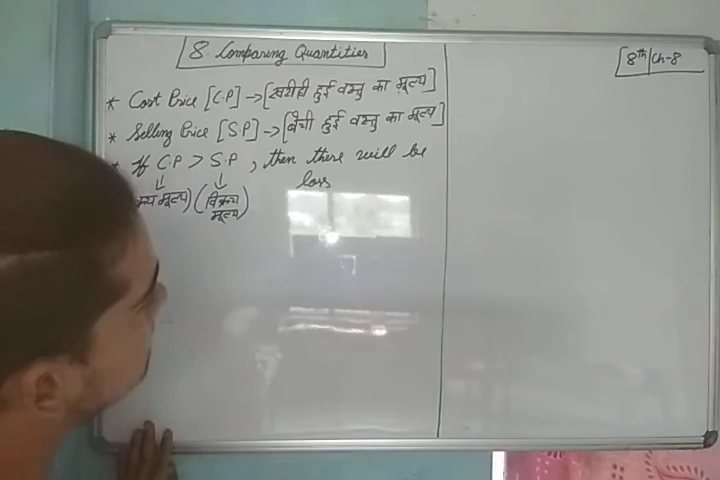 8. Comparing Quantities
8th/Ch-8
* Cost Price [C.P] → [खरीदी हुई वस्तु का मूल्य]
* Selling Price [S.P] → [बेची हुई वस्तु का मूल्य]
* If C.P > S.P, then there will be
loss
मूल्य) (विक्रय
मूल्य)